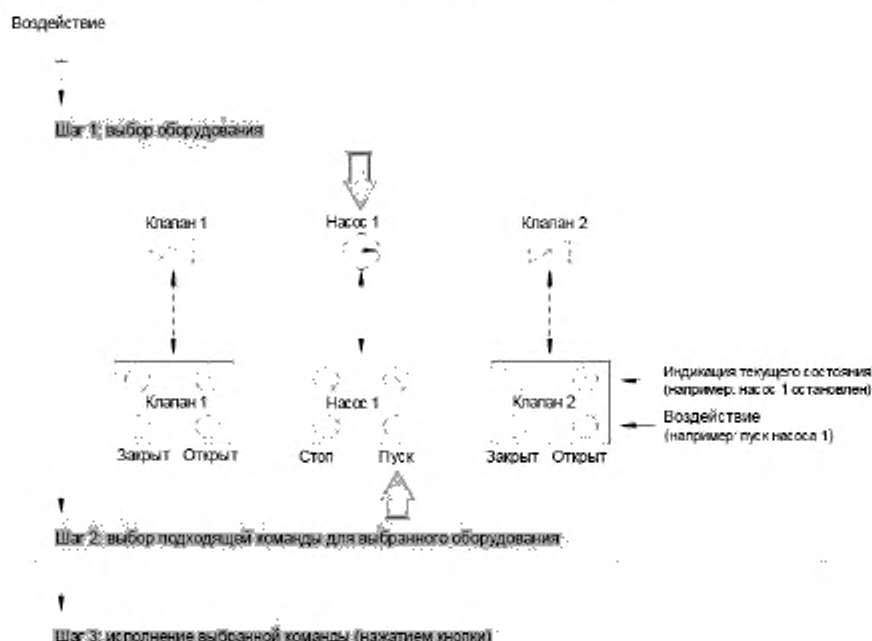 Воздействие
Шаг 1: выбор оборудования
Клапан 1
Насос 1
Клапан 2
Клапан 1
Насос 1
Клапан 2
Индикация текущего состояния
(например: насос 1 остановлен)
Воздействие
(например: пуск насоса 1)
Закрыт Открыт
Стоп Пуск
Закрыт Открыт
Шаг 2: выбор подходящей команды для выбранного оборудования
Шаг 3: исполнение выбранной команды (нажатием кнопки)